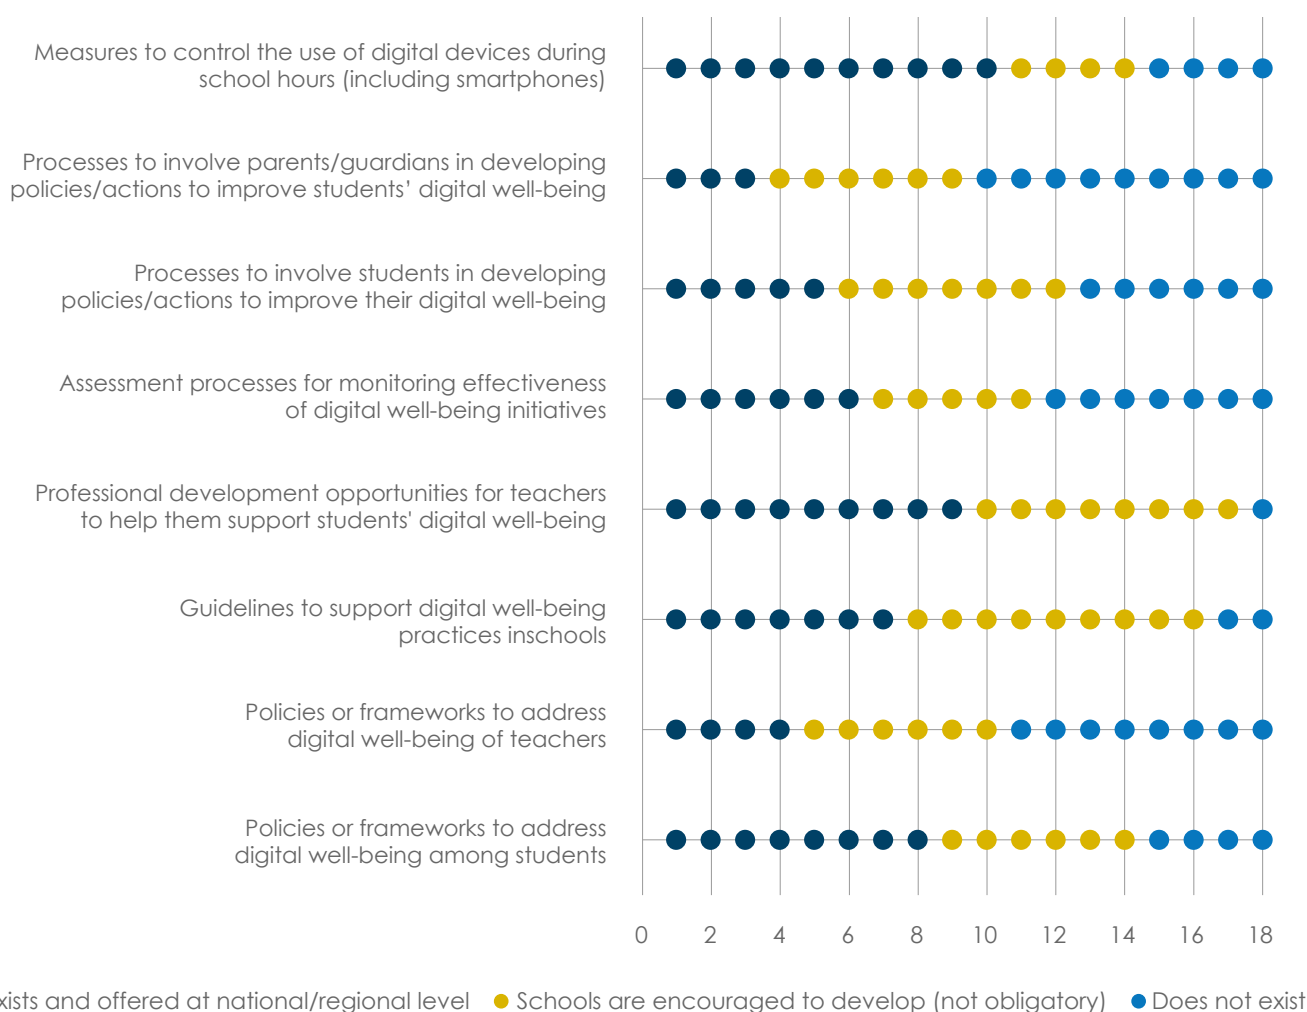 Measures to control the use of digital devices during
school hours (including smartphones)
Processes to involve parents/guardians in developing
policies/actions to improve students’ digital well-being
Processes to involve students in developing
policies/actions to improve their digital well-being
Assessment processes for monitoring effectiveness
of digital well-being initiatives
Professional development opportunities for teachers
to help them support students' digital well-being
Guidelines to support digital well-being
practices inschools
Policies or frameworks to address
digital well-being of teachers
Policies or frameworks to address
digital well-being among students
0 2 4 6 8 10 12 14 16 18
xists and offered at national/regional level Schools are encouraged to develop (not obligatory) Does not exist